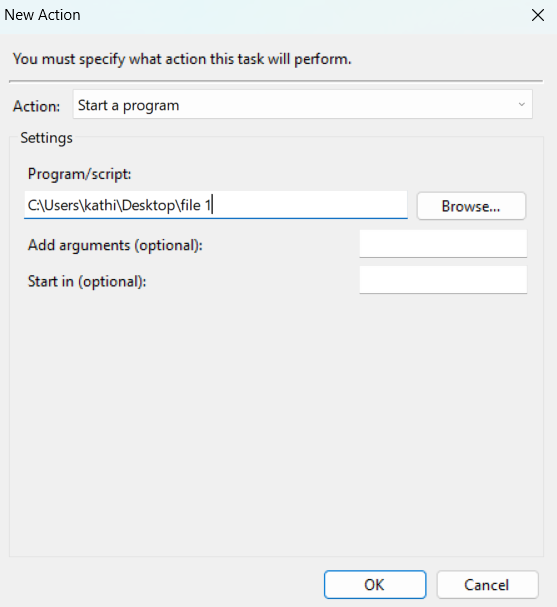 New Action
You must specify what action this task will perform.
Action: Start a program
Settings
Program/script:
C:\Users\kathi\Desktop\file 1 Browse...
Add arguments (optional):
Start in (optional):
OK Cancel